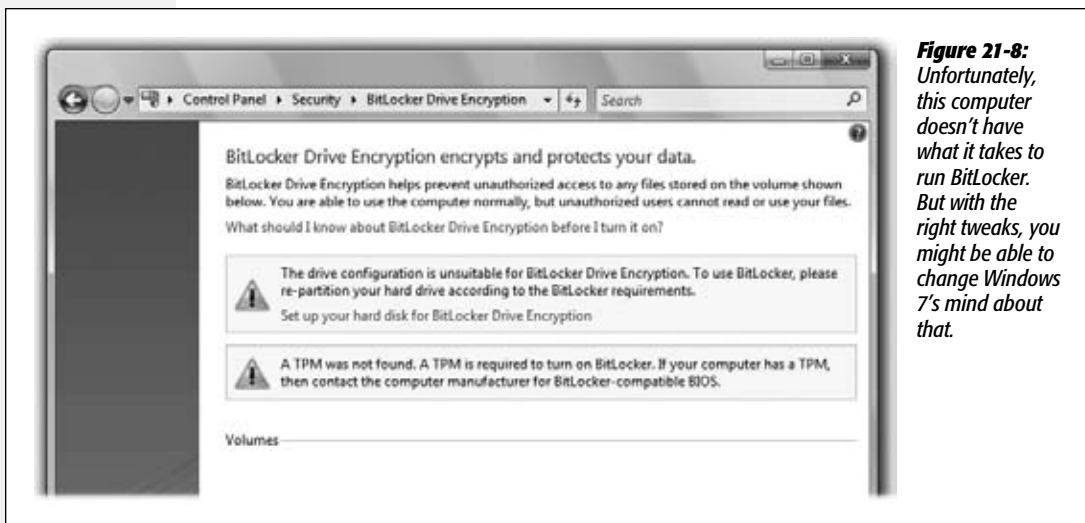 Control Panel ▸ Security ▸ BitLocker Drive Encryption
Search
BitLocker Drive Encryption encrypts and protects your data.
BitLocker Drive Encryption helps prevent unauthorized access to any files stored on the volume shown
below. You are able to use the computer normally, but unauthorized users cannot read or use your files.
What should I know about BitLocker Drive Encryption before I turn it on?
The drive configuration is unsuitable for BitLocker Drive Encryption. To use BitLocker, please
re-partition your hard drive according to the BitLocker requirements.
Set up your hard disk for BitLocker Drive Encryption
A TPM was not found. A TPM is required to turn on BitLocker. If your computer has a TPM,
then contact the computer manufacturer for BitLocker-compatible BIOS.
Volumes
Figure 21-8:
Unfortunately,
this computer
doesn't have
what it takes to
run BitLocker.
But with the
right tweaks, you
might be able to
change Windows
7's mind about
that.